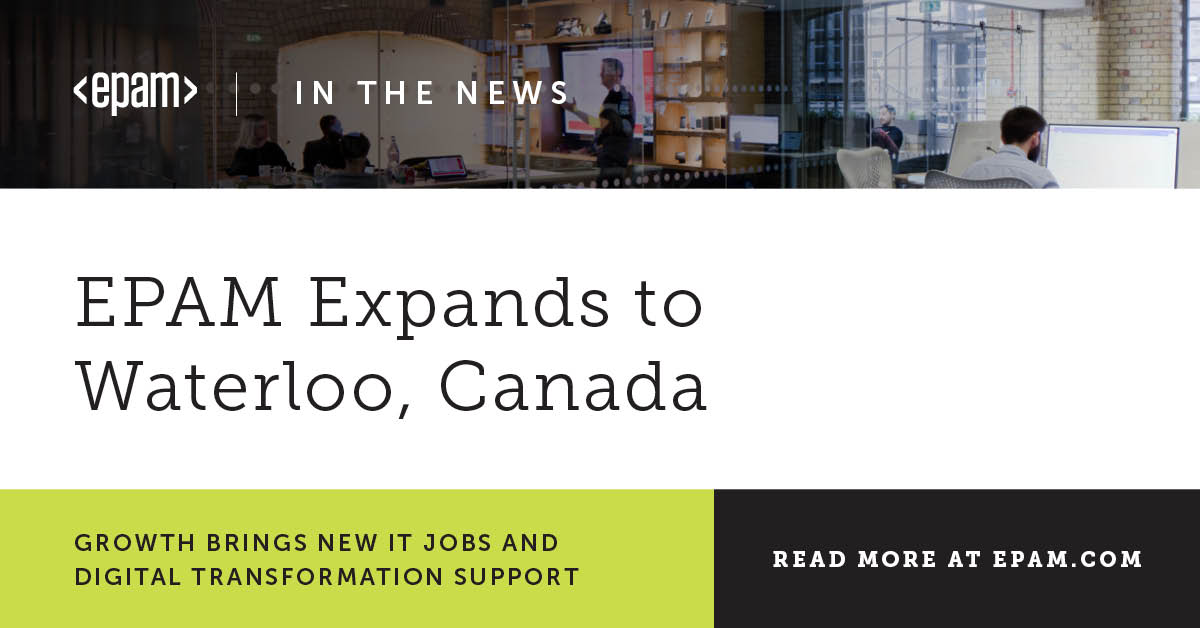 <epam> | IN THE NEWS
EPAM Expands to
Waterloo, Canada
GROWTH BRINGS NEW IT JOBS AND
DIGITAL TRANSFORMATION SUPPORT
READ MORE AT EPAM.COM